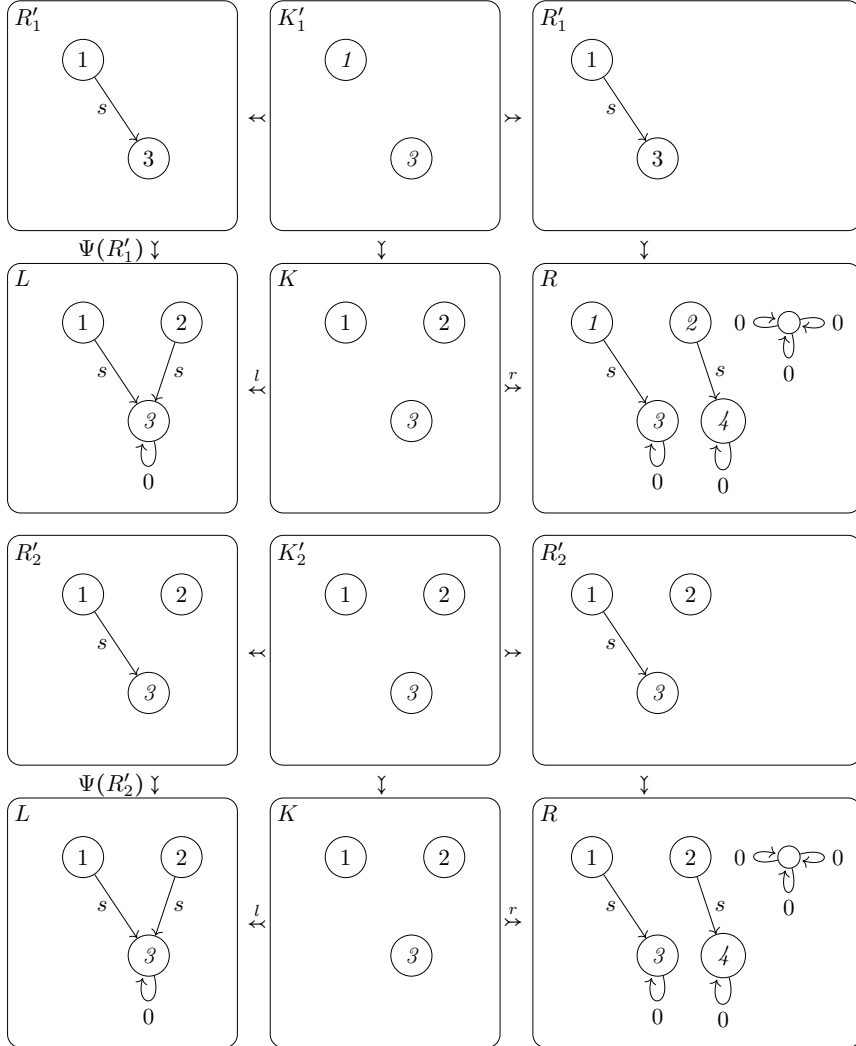 R′₁ K′₁ R′₁
1 1 1
s s
3 3 3
Ψ(R′₁)
L K R
1 2 1 2 1 2 0 0
0
s s l r s s
3 3 3 4
0 0 0
R′₂ K′₂ R′₂
1 2 1 2 1 2
s s
3 3 3
Ψ(R′₂)
L K R
1 2 1 2 1 2 0 0
0
s s l r s s
3 3 3 4
0 0 0